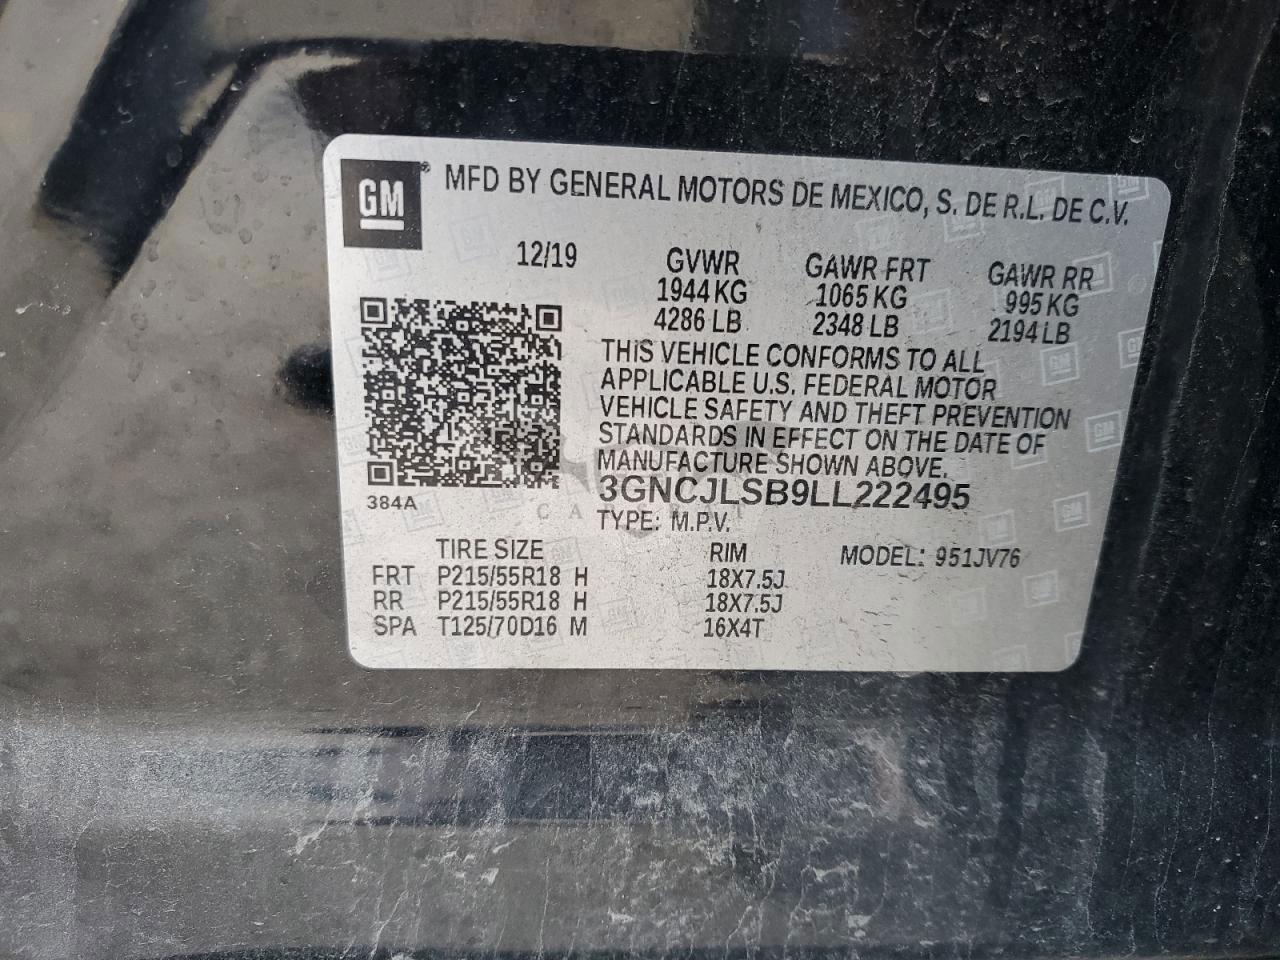 GM® MFD BY GENERAL MOTORS DE MEXICO, S. DE R.L. DE C.V.
12/19 GVWR GAWR FRT GAWR RR
1944 KG 1065 KG 995 KG
4286 LB 2348 LB 2194 LB
THIS VEHICLE CONFORMS TO ALL
APPLICABLE U.S. FEDERAL MOTOR
VEHICLE SAFETY AND THEFT PREVENTION
STANDARDS IN EFFECT ON THE DATE OF
MANUFACTURE SHOWN ABOVE.
3GNCJLSB9LL222495
384A
TYPE: M.P.V.
TIRE SIZE RIM MODEL: 951JV76
FRT P215/55R18 H 18X7.5J
RR P215/55R18 H 18X7.5J
SPA T125/70D16 M 16X4T